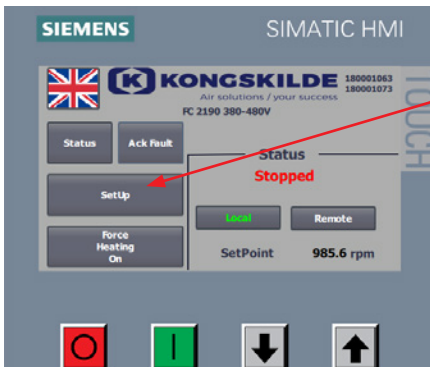 SIEMENS
SIMATIC HMI
TOUCH
K KONGSKILDE
180001063
180001073
Air solutions / your success
FC 2190 380-480V
Status
Ack Fault
Status
Stopped
SetUp
Local
Remote
Force
Heating
On
SetPoint
985.6 rpm